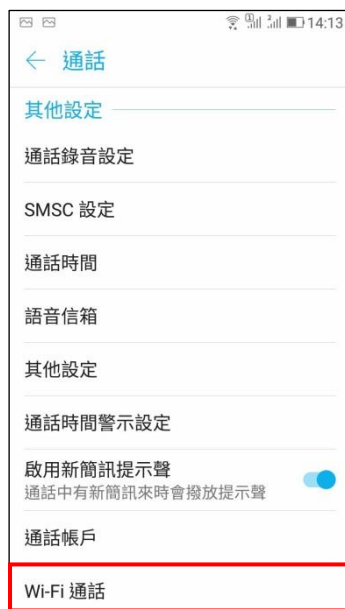 14:13
通話
其他設定
通話錄音設定
SMSC 設定
通話時間
語音信箱
其他設定
通話時間警示設定
啟用新簡訊提示聲
通話中有新簡訊來時會撥放提示聲
通話帳戶
Wi-Fi 通話